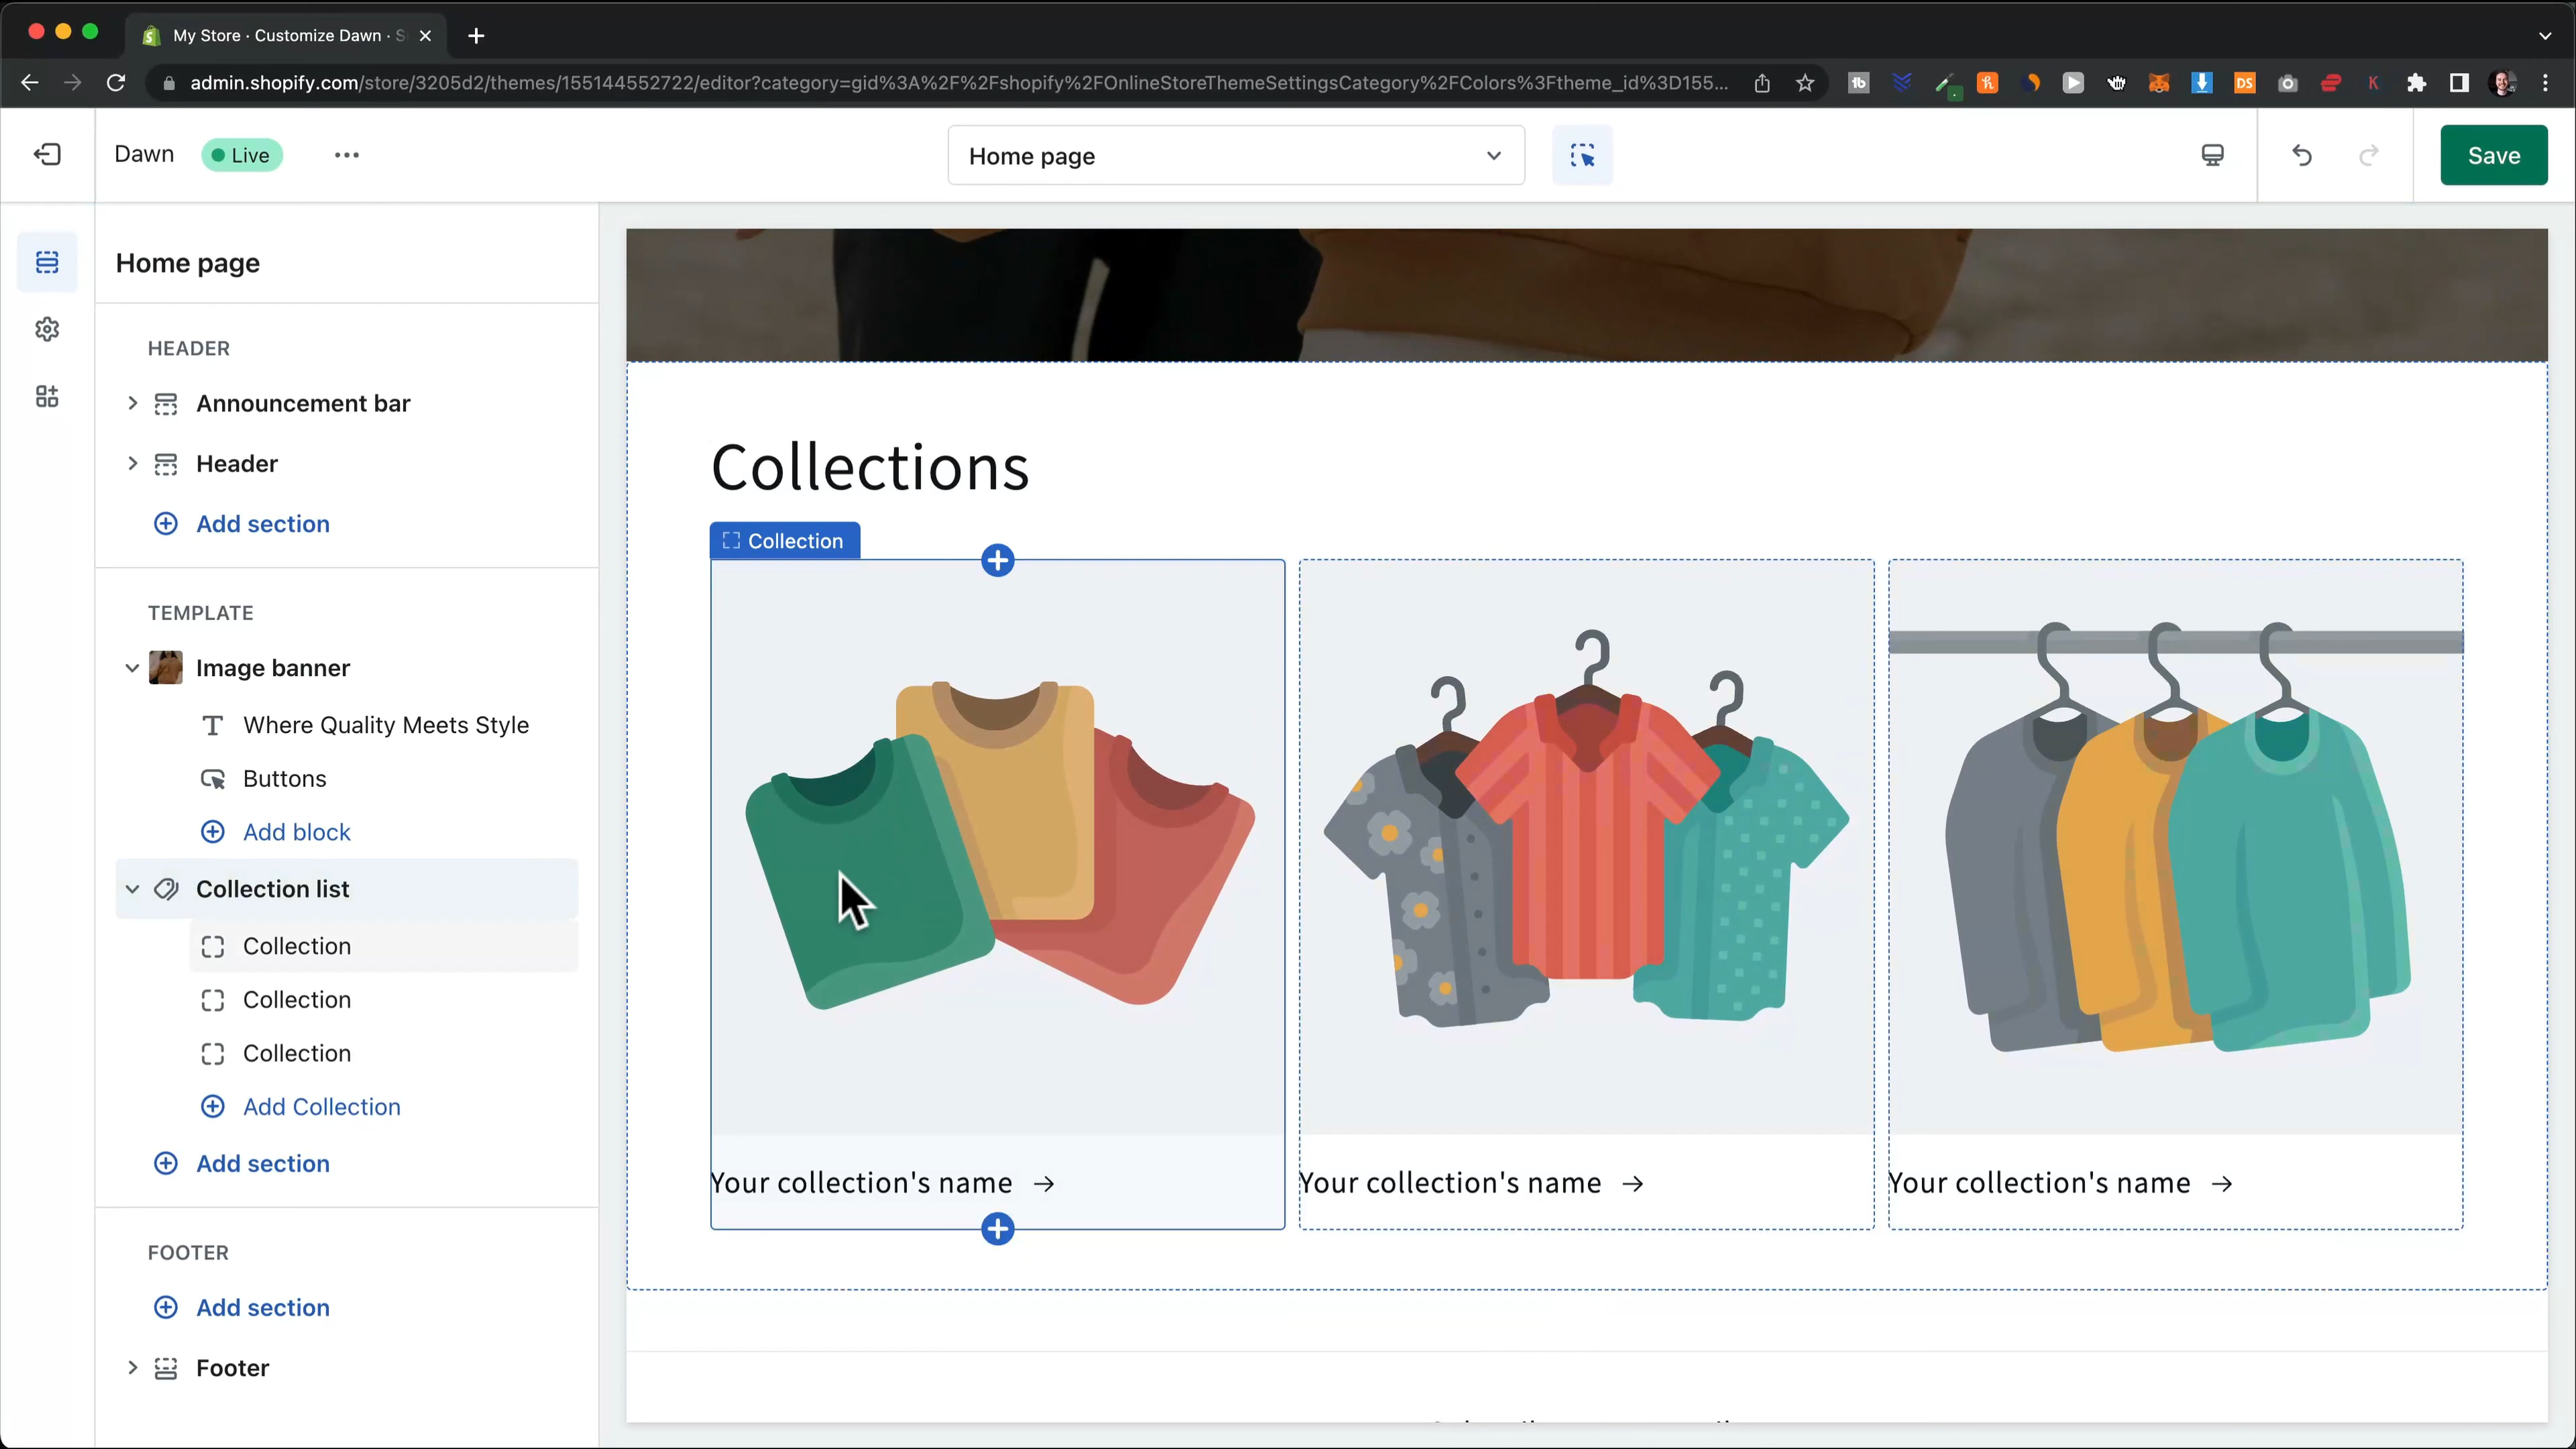 My Store · Customize Dawn · S
admin.shopify.com/store/3205d2/themes/155144552722/editor?category=gid%3A%2F%2Fshopify%2FOnlineStoreThemeSettingsCategory%2FColors%3Ftheme_id%3D155...
Dawn
Live
Home page
Save
Home page
HEADER
Announcement bar
Header
Add section
TEMPLATE
Image banner
Where Quality Meets Style
Buttons
Add block
Collection list
Collection
Collection
Collection
Add Collection
Add section
FOOTER
Add section
Footer
Collections
Collection
Your collection's name →
Your collection's name →
Your collection's name →